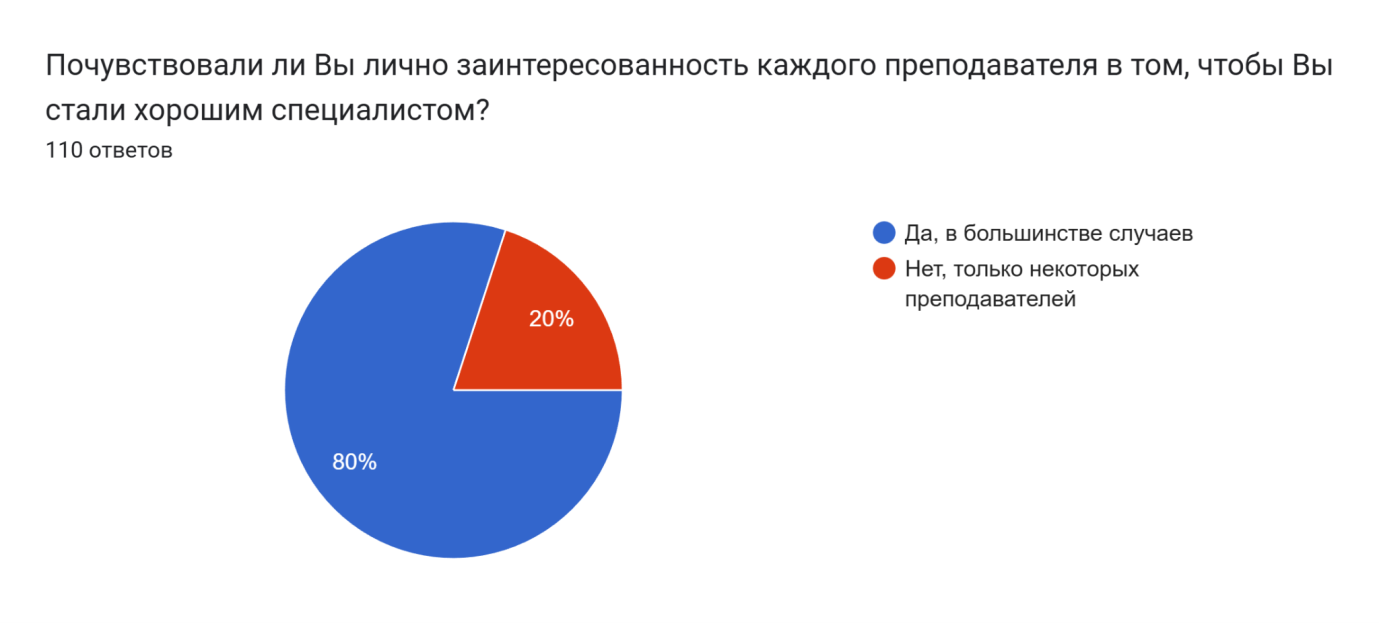 Почувствовали ли Вы лично заинтересованность каждого преподавателя в том, чтобы Вы
стали хорошим специалистом?
110 ответов
Да, в большинстве случаев
Нет, только некоторых
преподавателей
20%
80%